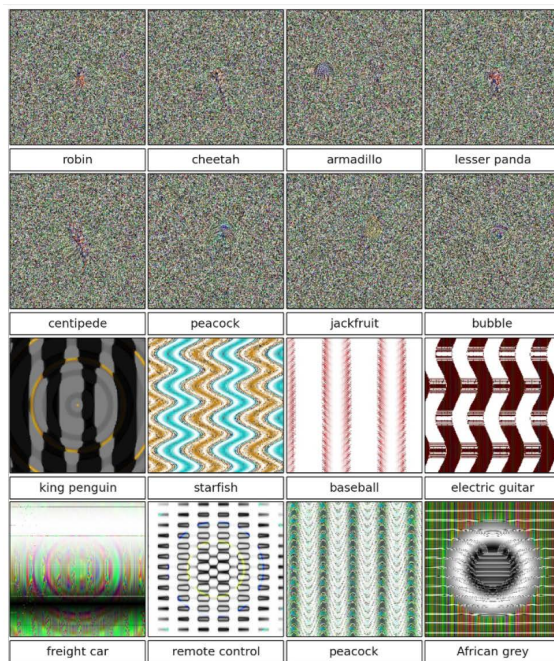 robin
cheetah
armadillo
lesser panda
centipede
peacock
jackfruit
bubble
king penguin
starfish
baseball
electric guitar
freight car
remote control
peacock
African grey